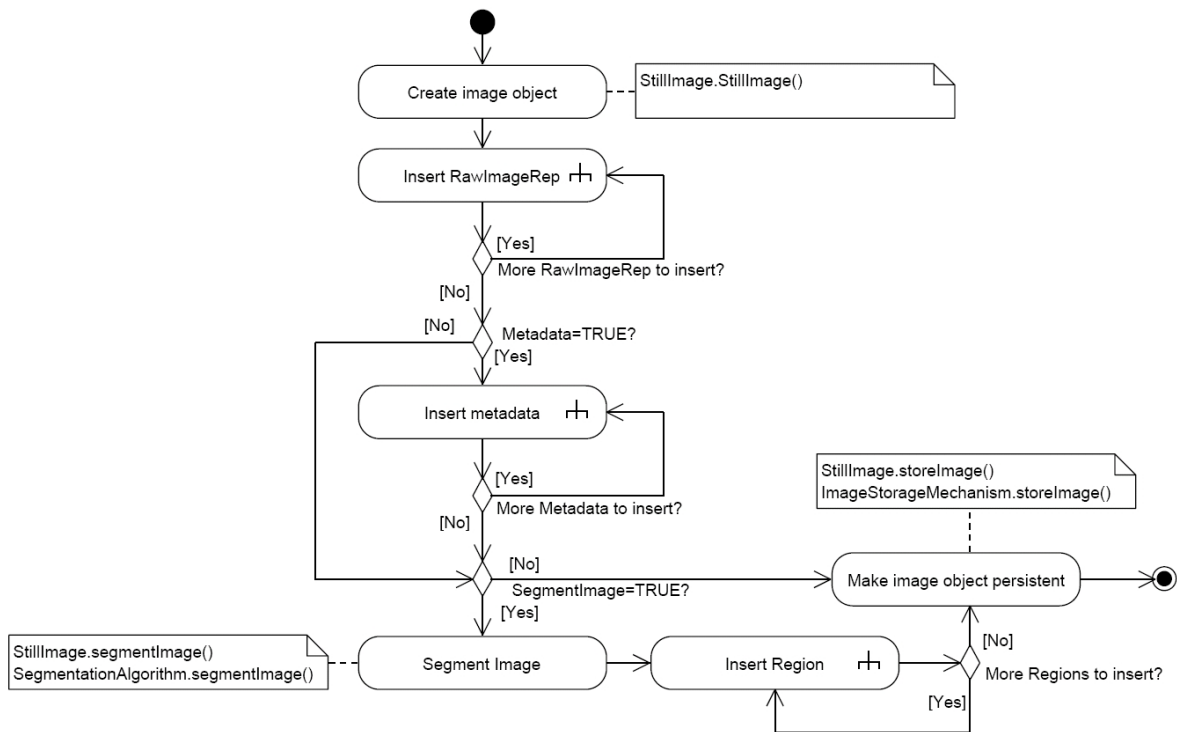 Create image object
StillImage.StillImage()
Insert RawImageRep
[Yes]
More RawImageRep to insert?
[No]
[No]
Metadata=TRUE?
[Yes]
Insert metadata
[Yes]
More Metadata to insert?
[No]
StillImage.storeImage()
ImageStorageMechanism.storeImage()
[No]
SegmentImage=TRUE?
[Yes]
Make image object persistent
StillImage.segmentImage()
SegmentationAlgorithm.segmentImage()
Segment Image
Insert Region
[No]
More Regions to insert?
[Yes]